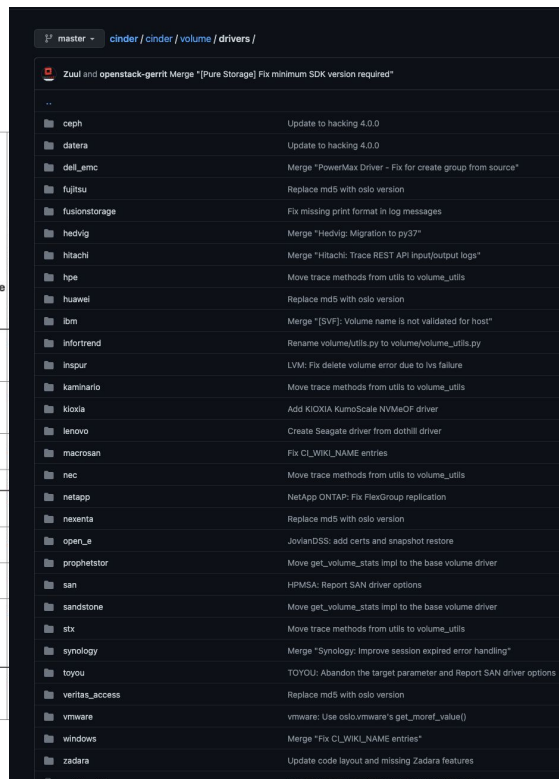 master cinder / cinder / volume / drivers /
Zuul and openstack-gerrit Merge "[Pure Storage] Fix minimum SDK version required"
..
ceph Update to hacking 4.0.0
datera Update to hacking 4.0.0
dell_emc Merge "PowerMax Driver - Fix for create group from source"
fujitsu Replace md5 with oslo version
fusionstorage Fix missing print format in log messages
hedvig Merge "Hedvig: Migration to py37"
hitachi Merge "Hitachi: Trace REST API input/output logs"
hpe Move trace methods from utils to volume_utils
e
huawei Replace md5 with oslo version
ibm Merge "[SVF]: Volume name is not validated for host"
infortrend Rename volume/utils.py to volume/volume_utils.py
inspur LVM: Fix delete volume error due to lvs failure
kaminario Move trace methods from utils to volume_utils
kioxia Add KIOXIA KumoScale NVMeOF driver
lenovo Create Seagate driver from dothill driver
macrosan Fix CI_WIKI_NAME entries
nec Move trace methods from utils to volume_utils
netapp NetApp ONTAP: Fix FlexGroup replication
nexenta Replace md5 with oslo version
open_e JovianDSS: add certs and snapshot restore
prophetstor Move get_volume_stats impl to the base volume driver
san HPMSA: Report SAN driver options
sandstone Move get_volume_stats impl to the base volume driver
stx Move trace methods from utils to volume_utils
synology Merge "Synology: Improve session expired error handling"
toyou TOYOU: Abandon the target parameter and Report SAN driver options
veritas_access Replace md5 with oslo version
vmware vmware: Use oslo.vmware's get_moref_value()
windows Merge "Fix CI_WIKI_NAME entries"
zadara Update code layout and missing Zadara features